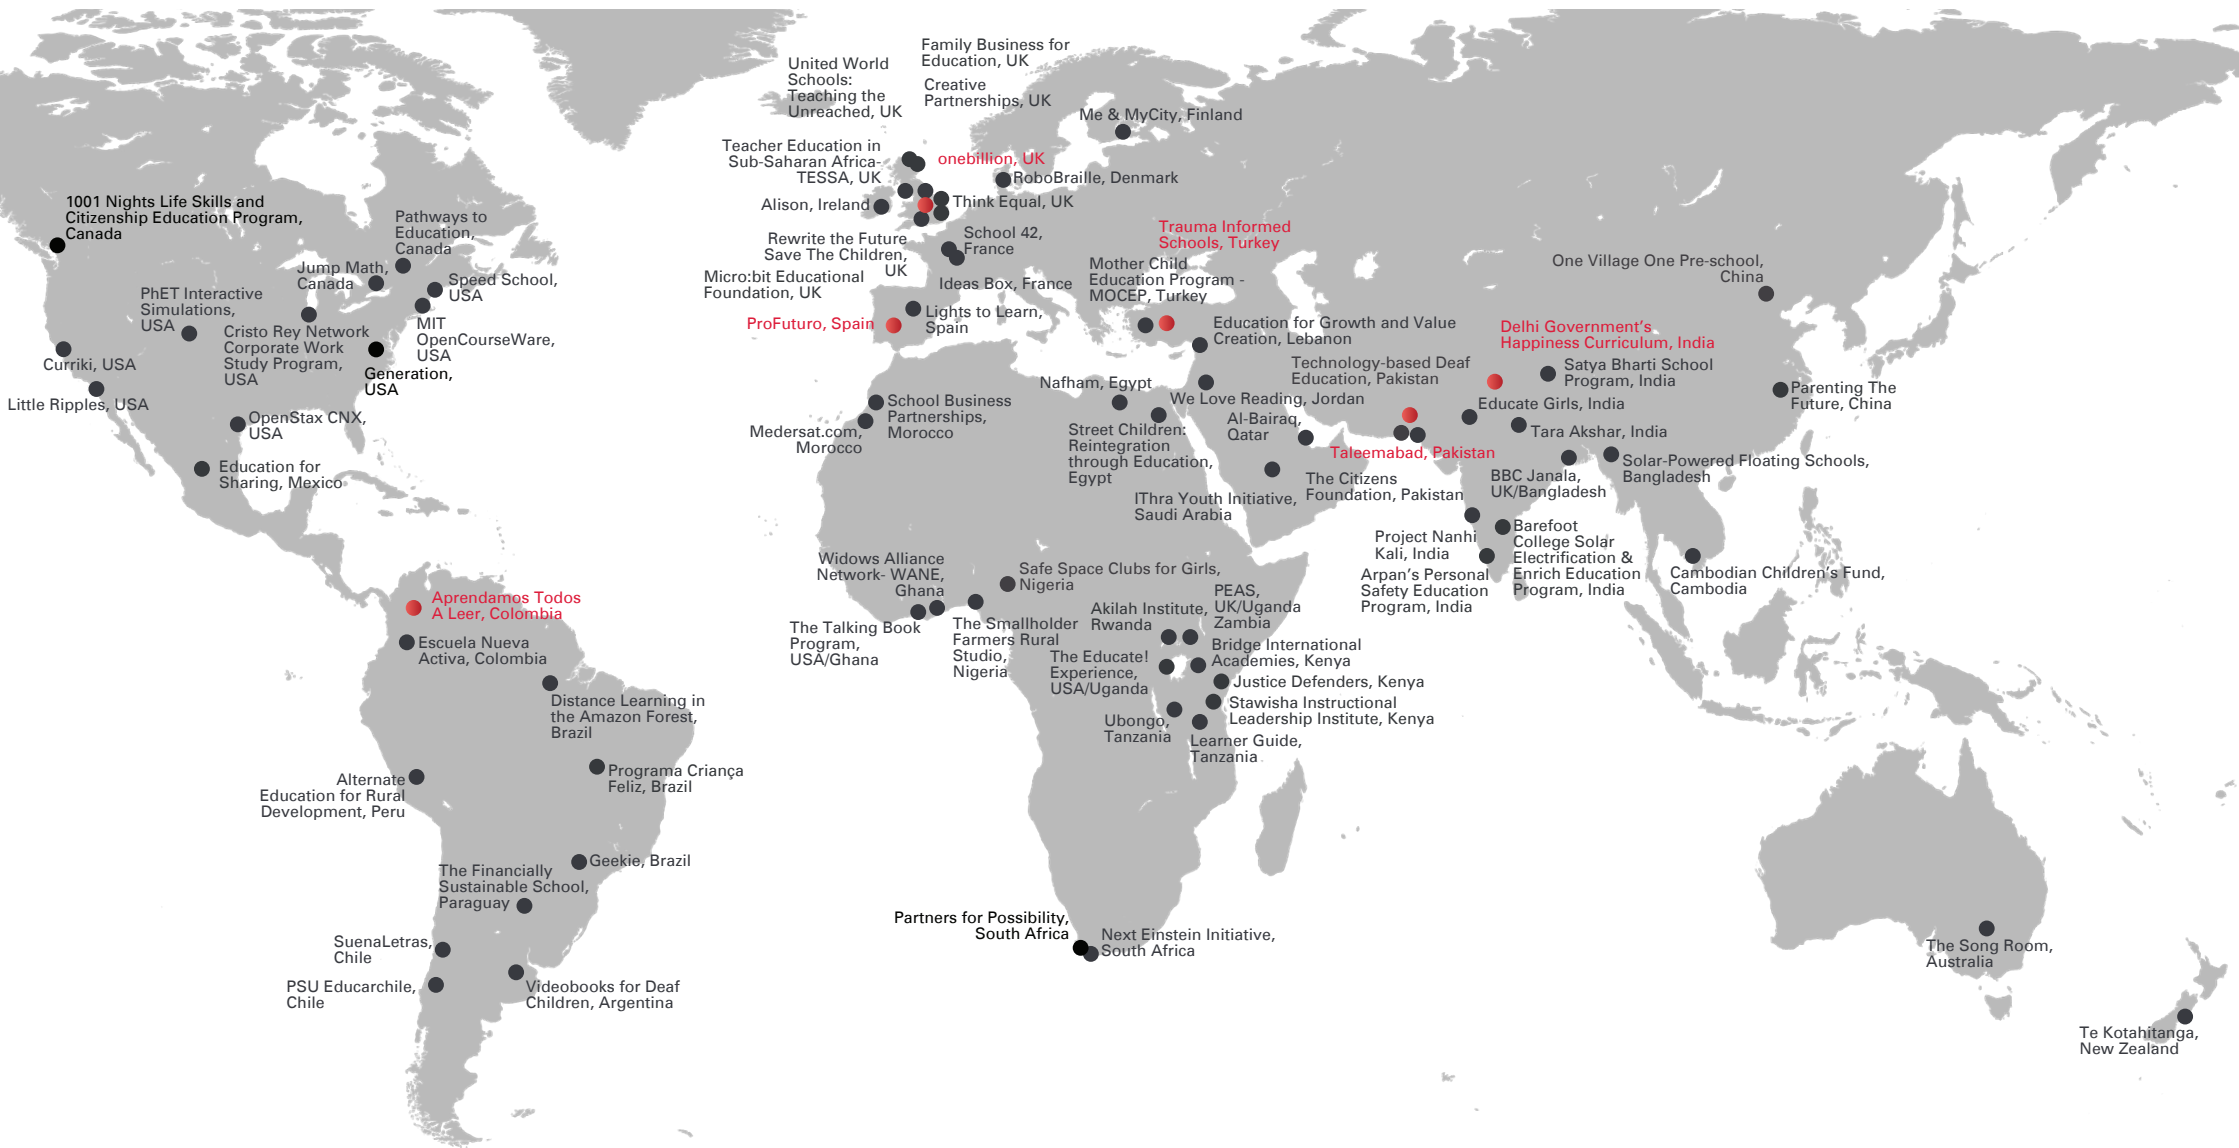 Family Business for
Education, UK
United World
Schools:
Teaching the
Unreached, UK
Creative
Partnerships, UK
Me & MyCity, Finland
Teacher Education in
Sub-Saharan Africa-
TESSA, UK
onebillion, UK
RoboBraille, Denmark
Alison, Ireland
Think Equal, UK
1001 Nights Life Skills and
Citizenship Education Program,
Canada
Pathways to
Education,
Canada
Jump Math,
Canada
Speed School,
USA
PhET Interactive
Simulations,
USA
Cristo Rey Network
Corporate Work
Study Program,
USA
MIT
OpenCourseWare,
USA
Curriki, USA
Generation,
USA
Little Ripples, USA
OpenStax CNX,
USA
Education for
Sharing, Mexico
Rewrite the Future
Save The Children,
UK
School 42,
France
Micro:bit Educational
Foundation, UK
Ideas Box, France
ProFuturo, Spain
Lights to Learn,
Spain
Trauma Informed
Schools, Turkey
Mother Child
Education Program -
MOCEP, Turkey
Education for Growth and Value
Creation, Lebanon
One Village One Pre-school,
China
Delhi Government's
Happiness Curriculum, India
Technology-based Deaf
Education, Pakistan
Satya Bharti School
Program, India
Parenting The
Future, China
Nafham, Egypt
We Love Reading, Jordan
Educate Girls, India
School Business
Partnerships,
Morocco
Medersat.com,
Morocco
Street Children:
Reintegration
through Education,
Egypt
Al-Bairaq,
Qatar
Taleemabad, Pakistan
Tara Akshar, India
The Citizens
Foundation, Pakistan
BBC Janala,
UK/Bangladesh
Solar-Powered Floating Schools,
Bangladesh
IThra Youth Initiative,
Saudi Arabia
Project Nanhi
Kali, India
Barefoot
College Solar
Electrification &
Enrich Education
Program, India
Arpan's Personal
Safety Education
Program, India
Cambodian Children's Fund,
Cambodia
Widows Alliance
Network- WANE,
Ghana
Safe Space Clubs for Girls,
Nigeria
The Talking Book
Program,
USA/Ghana
The Smallholder
Farmers Rural
Studio,
Nigeria
Akilah Institute,
Rwanda
PEAS,
UK/Uganda
Zambia
Bridge International
Academies, Kenya
The Educate!
Experience,
USA/Uganda
Justice Defenders, Kenya
Stawisha Instructional
Leadership Institute, Kenya
Ubongo,
Tanzania
Learner Guide,
Tanzania
Aprendamos Todos
A Leer, Colombia
Escuela Nueva
Activa, Colombia
Distance Learning in
the Amazon Forest,
Brazil
Alternate
Education for Rural
Development, Peru
Programa Criança
Feliz, Brazil
Geekie, Brazil
The Financially
Sustainable School,
Paraguay
SuenaLetras,
Chile
PSU Educarchile,
Chile
Videobooks for Deaf
Children, Argentina
Partners for Possibility,
South Africa
Next Einstein Initiative,
South Africa
The Song Room,
Australia
Te Kotahitanga,
New Zealand